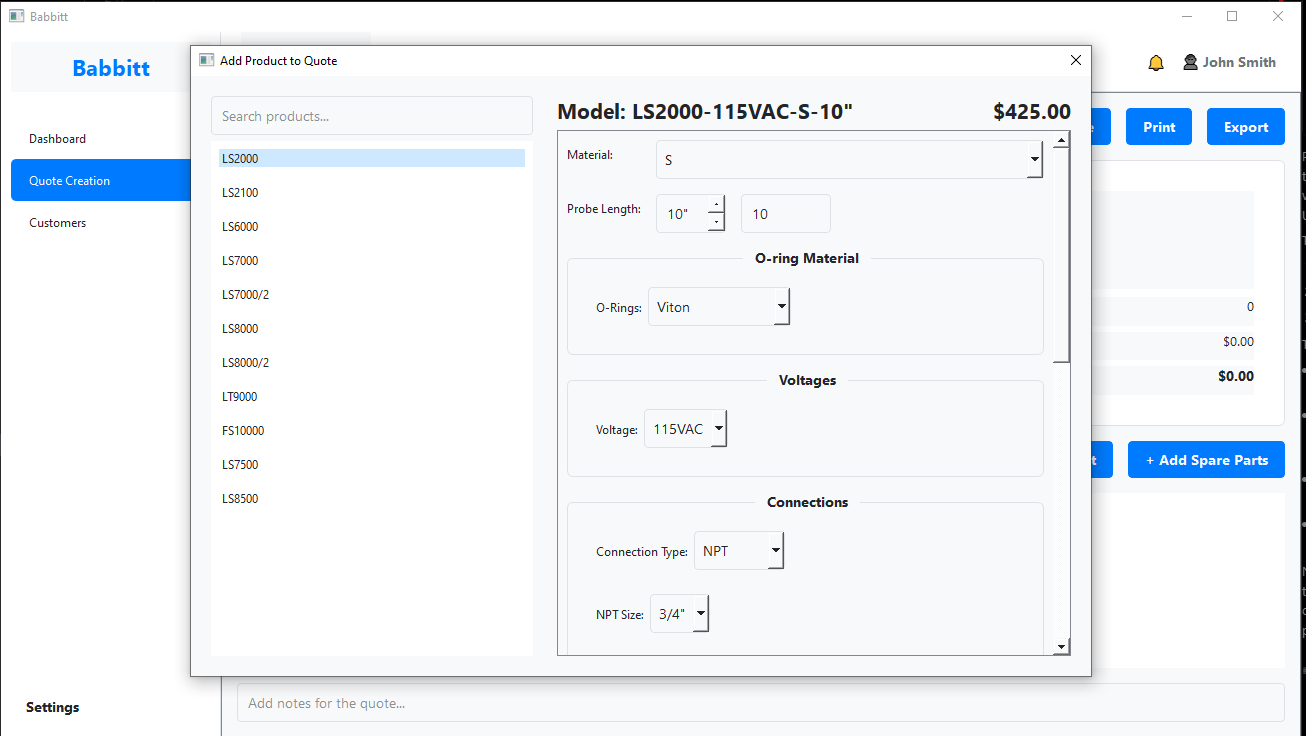 Babbitt
Babbitt
Dashboard
Quote Creation
Customers
Settings
Add Product to Quote
Search products...
LS2000
LS2100
LS6000
LS7000
LS7000/2
LS8000
LS8000/2
LT9000
FS10000
LS7500
LS8500
Model: LS2000-115VAC-S-10" $425.00
Material: S
Probe Length: 10" 10
O-ring Material
O-Rings: Viton
Voltages
Voltage: 115VAC
Connections
Connection Type: NPT
NPT Size: 3/4"
John Smith
Print Export
0
$0.00
$0.00
+ Add Spare Parts
Add notes for the quote...